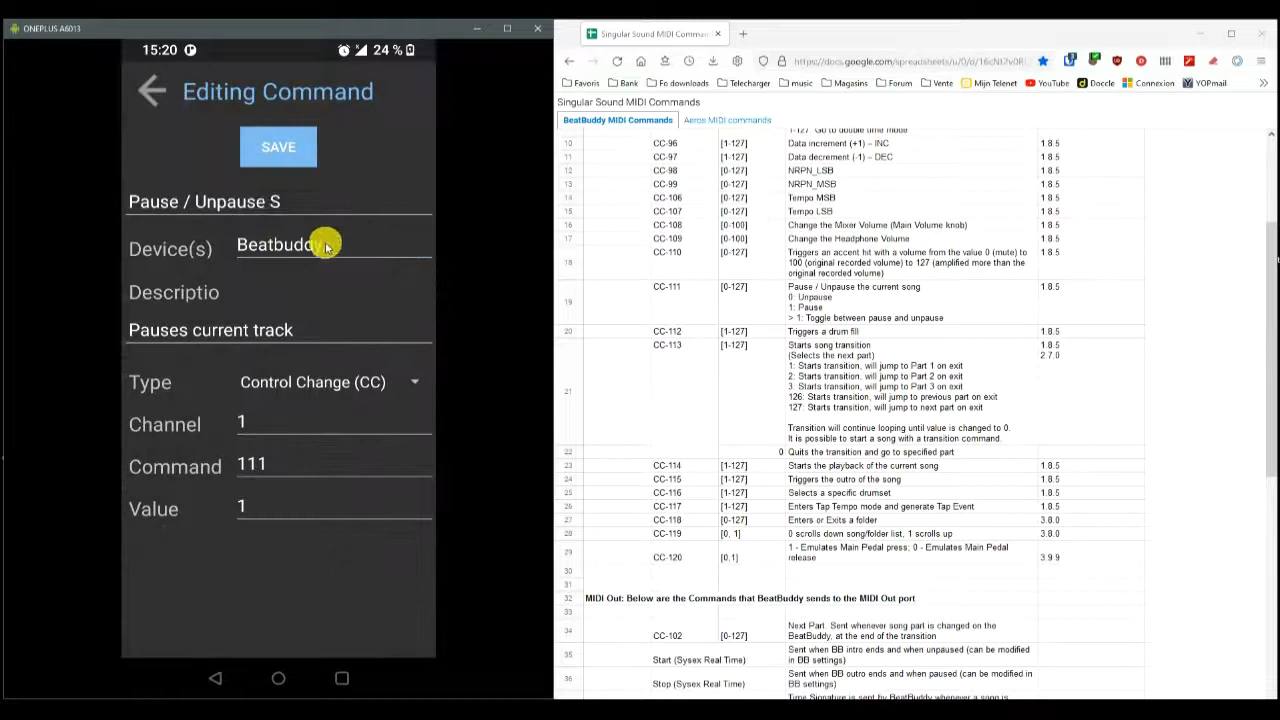 ONEPLUS A6013
15:20
24 %
Editing Command
SAVE
Pause / Unpause S
Device(s) Beatbuddy
Descriptio
Pauses current track
Type Control Change (CC)
Channel 1
Command 111
Value 1
Singular Sound MIDI Comman
https://docs.google.com/spreadsheets/u/0/d/
Favoris Bank Fo downloads Telecharger music Magasins Forum Vente Mijn Telenet YouTube Doccle Connexion YOPmail
Singular Sound MIDI Commands
BeatBuddy MIDI Commands Aeros MIDI commands
1-127 Go to double time mode
10 CC-96 [1-127] Data increment (+1) – INC 1.8.5
11 CC-97 [1-127] Data decrement (-1) – DEC 1.8.5
12 CC-98 [0-127] NRPN_LSB 1.8.5
13 CC-99 [0-127] NRPN_MSB 1.8.5
14 CC-106 [0-127] Tempo MSB 1.8.5
15 CC-107 [0-127] Tempo LSB 1.8.5
16 CC-108 [0-100] Change the Mixer Volume (Main Volume knob) 1.8.5
17 CC-109 [0-100] Change the Headphone Volume 1.8.5
18 CC-110 [0-127] Triggers an accent hit with a volume from the value 0 (mute) to 1.8.5
100 (original recorded volume) to 127 (amplified more than the
original recorded volume)
19 CC-111 [0-127] Pause / Unpause the current song 1.8.5
0: Unpause
1: Pause
> 1: Toggle between pause and unpause
20 CC-112 [1-127] Triggers a drum fill 1.8.5
21 CC-113 [1-127] Starts song transition 1.8.5
(Selects the next part) 2.7.0
1: Starts transition, will jump to Part 1 on exit
2: Starts transition, will jump to Part 2 on exit
3: Starts transition, will jump to Part 3 on exit
126: Starts transition, will jump to previous part on exit
127: Starts transition, will jump to next part on exit
Transition will continue looping until value is changed to 0.
It is possible to start a song with a transition command.
22 0 Quits the transition and go to specified part
23 CC-114 [1-127] Starts the playback of the current song 1.8.5
24 CC-115 [1-127] Triggers the outro of the song 1.8.5
25 CC-116 [1-127] Selects a specific drumset 1.8.5
26 CC-117 [1-127] Enters Tap Tempo mode and generate Tap Event 1.8.5
27 CC-118 [0-127] Enters or Exits a folder 3.8.0
28 CC-119 [0, 1] 0 scrolls down song/folder list, 1 scrolls up 3.8.0
29 CC-120 [0,1] 1 - Emulates Main Pedal press; 0 - Emulates Main Pedal
release 3.9.9
30
31
32 MIDI Out: Below are the Commands that BeatBuddy sends to the MIDI Out port
33
34 CC-102 [0-127] Next Part. Sent whenever song part is changed on the
BeatBuddy, at the end of the transition
35 Start (Sysex Real Time) Sent when BB intro ends and when unpaused (can be modified
in BB settings)
36 Stop (Sysex Real Time) Sent when BB outro ends and when paused (can be modified
in BB settings)
Time Signature is sent by BeatBuddy whenever a song is